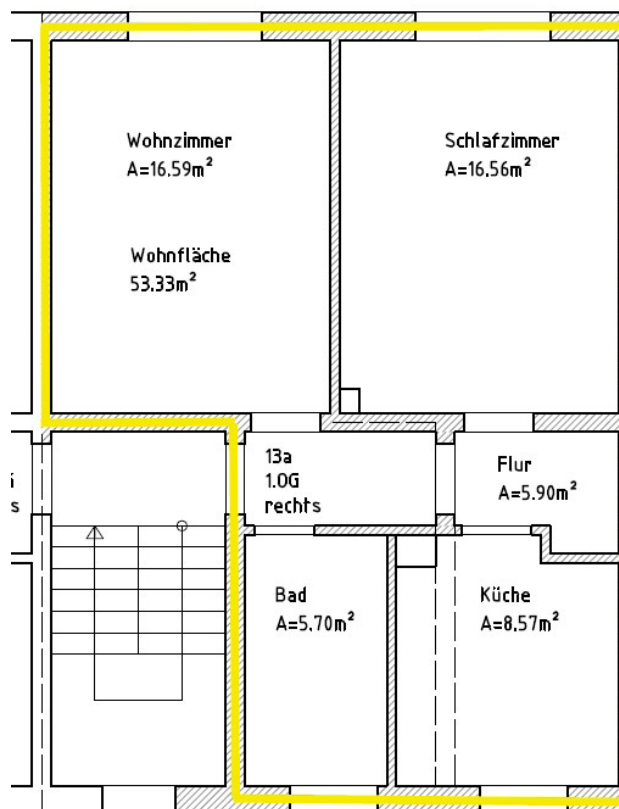 Wohnzimmer
A=16.59m²
Schlafzimmer
A=16.56m²
Wohnfläche
53.33m²
13a
1.OG
rechts
Flur
A=5.90m²
s
Bad
A=5.70m²
Küche
A=8.57m²